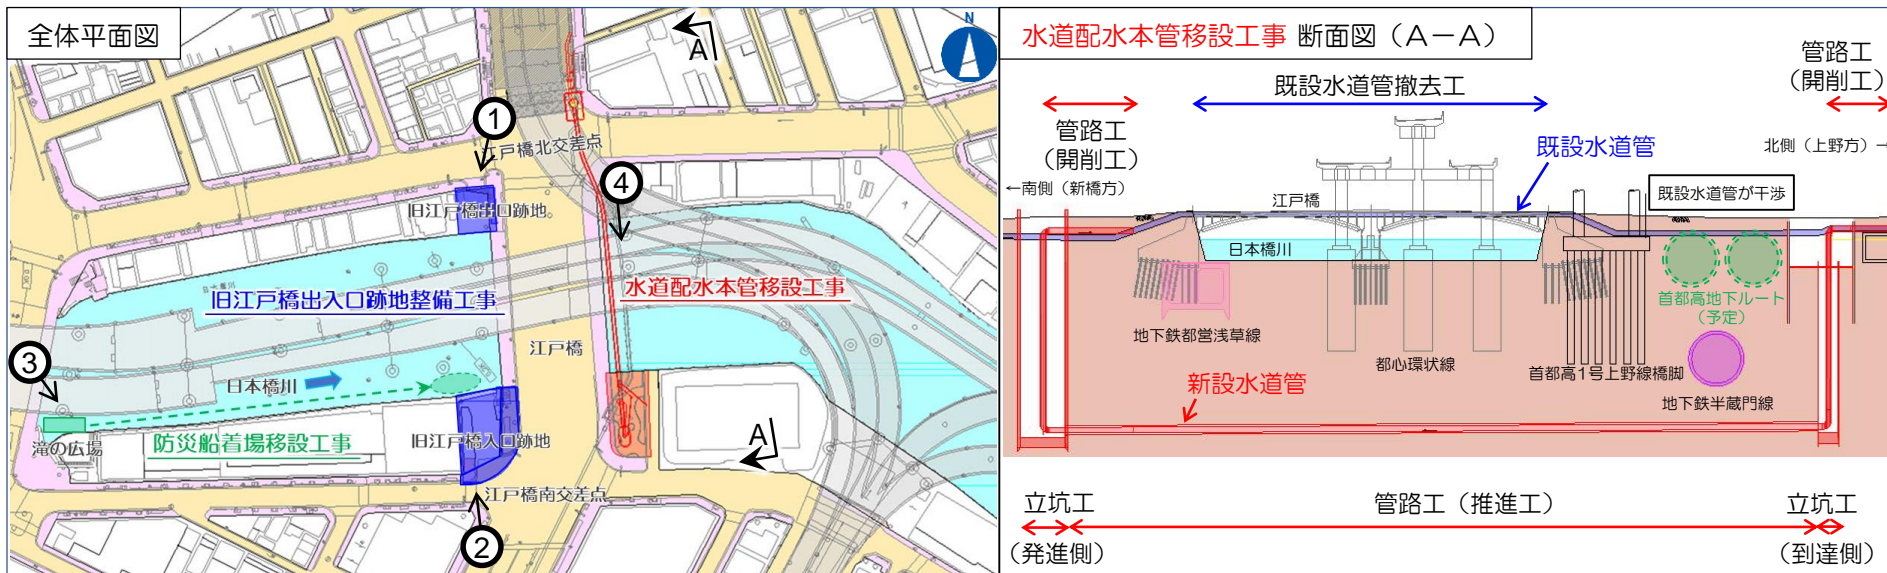 全体平面図
N
A
①
江戸橋北交差点
④
旧江戸橋出口跡地
水道配水本管移設工事
旧江戸橋出入口跡地整備工事
江戸橋
③
日本橋川
滝の広場
防災船着場移設工事
旧江戸橋入口跡地
A
江戸橋南交差点
②
水道配水本管移設工事 断面図(A-A)
管路工
(開削工)
既設水道管撤去工
管路工
(開削工)
既設水道管
北側(上野方)→
←南側(新橋方)
江戸橋
既設水道管が干渉
日本橋川
首都高地下ルート
(予定)
地下鉄都営浅草線
都心環状線
首都高1号上野線橋脚
新設水道管
地下鉄半蔵門線
立坑工
(発進側)
管路工(推進工)
立坑工
(到達側)